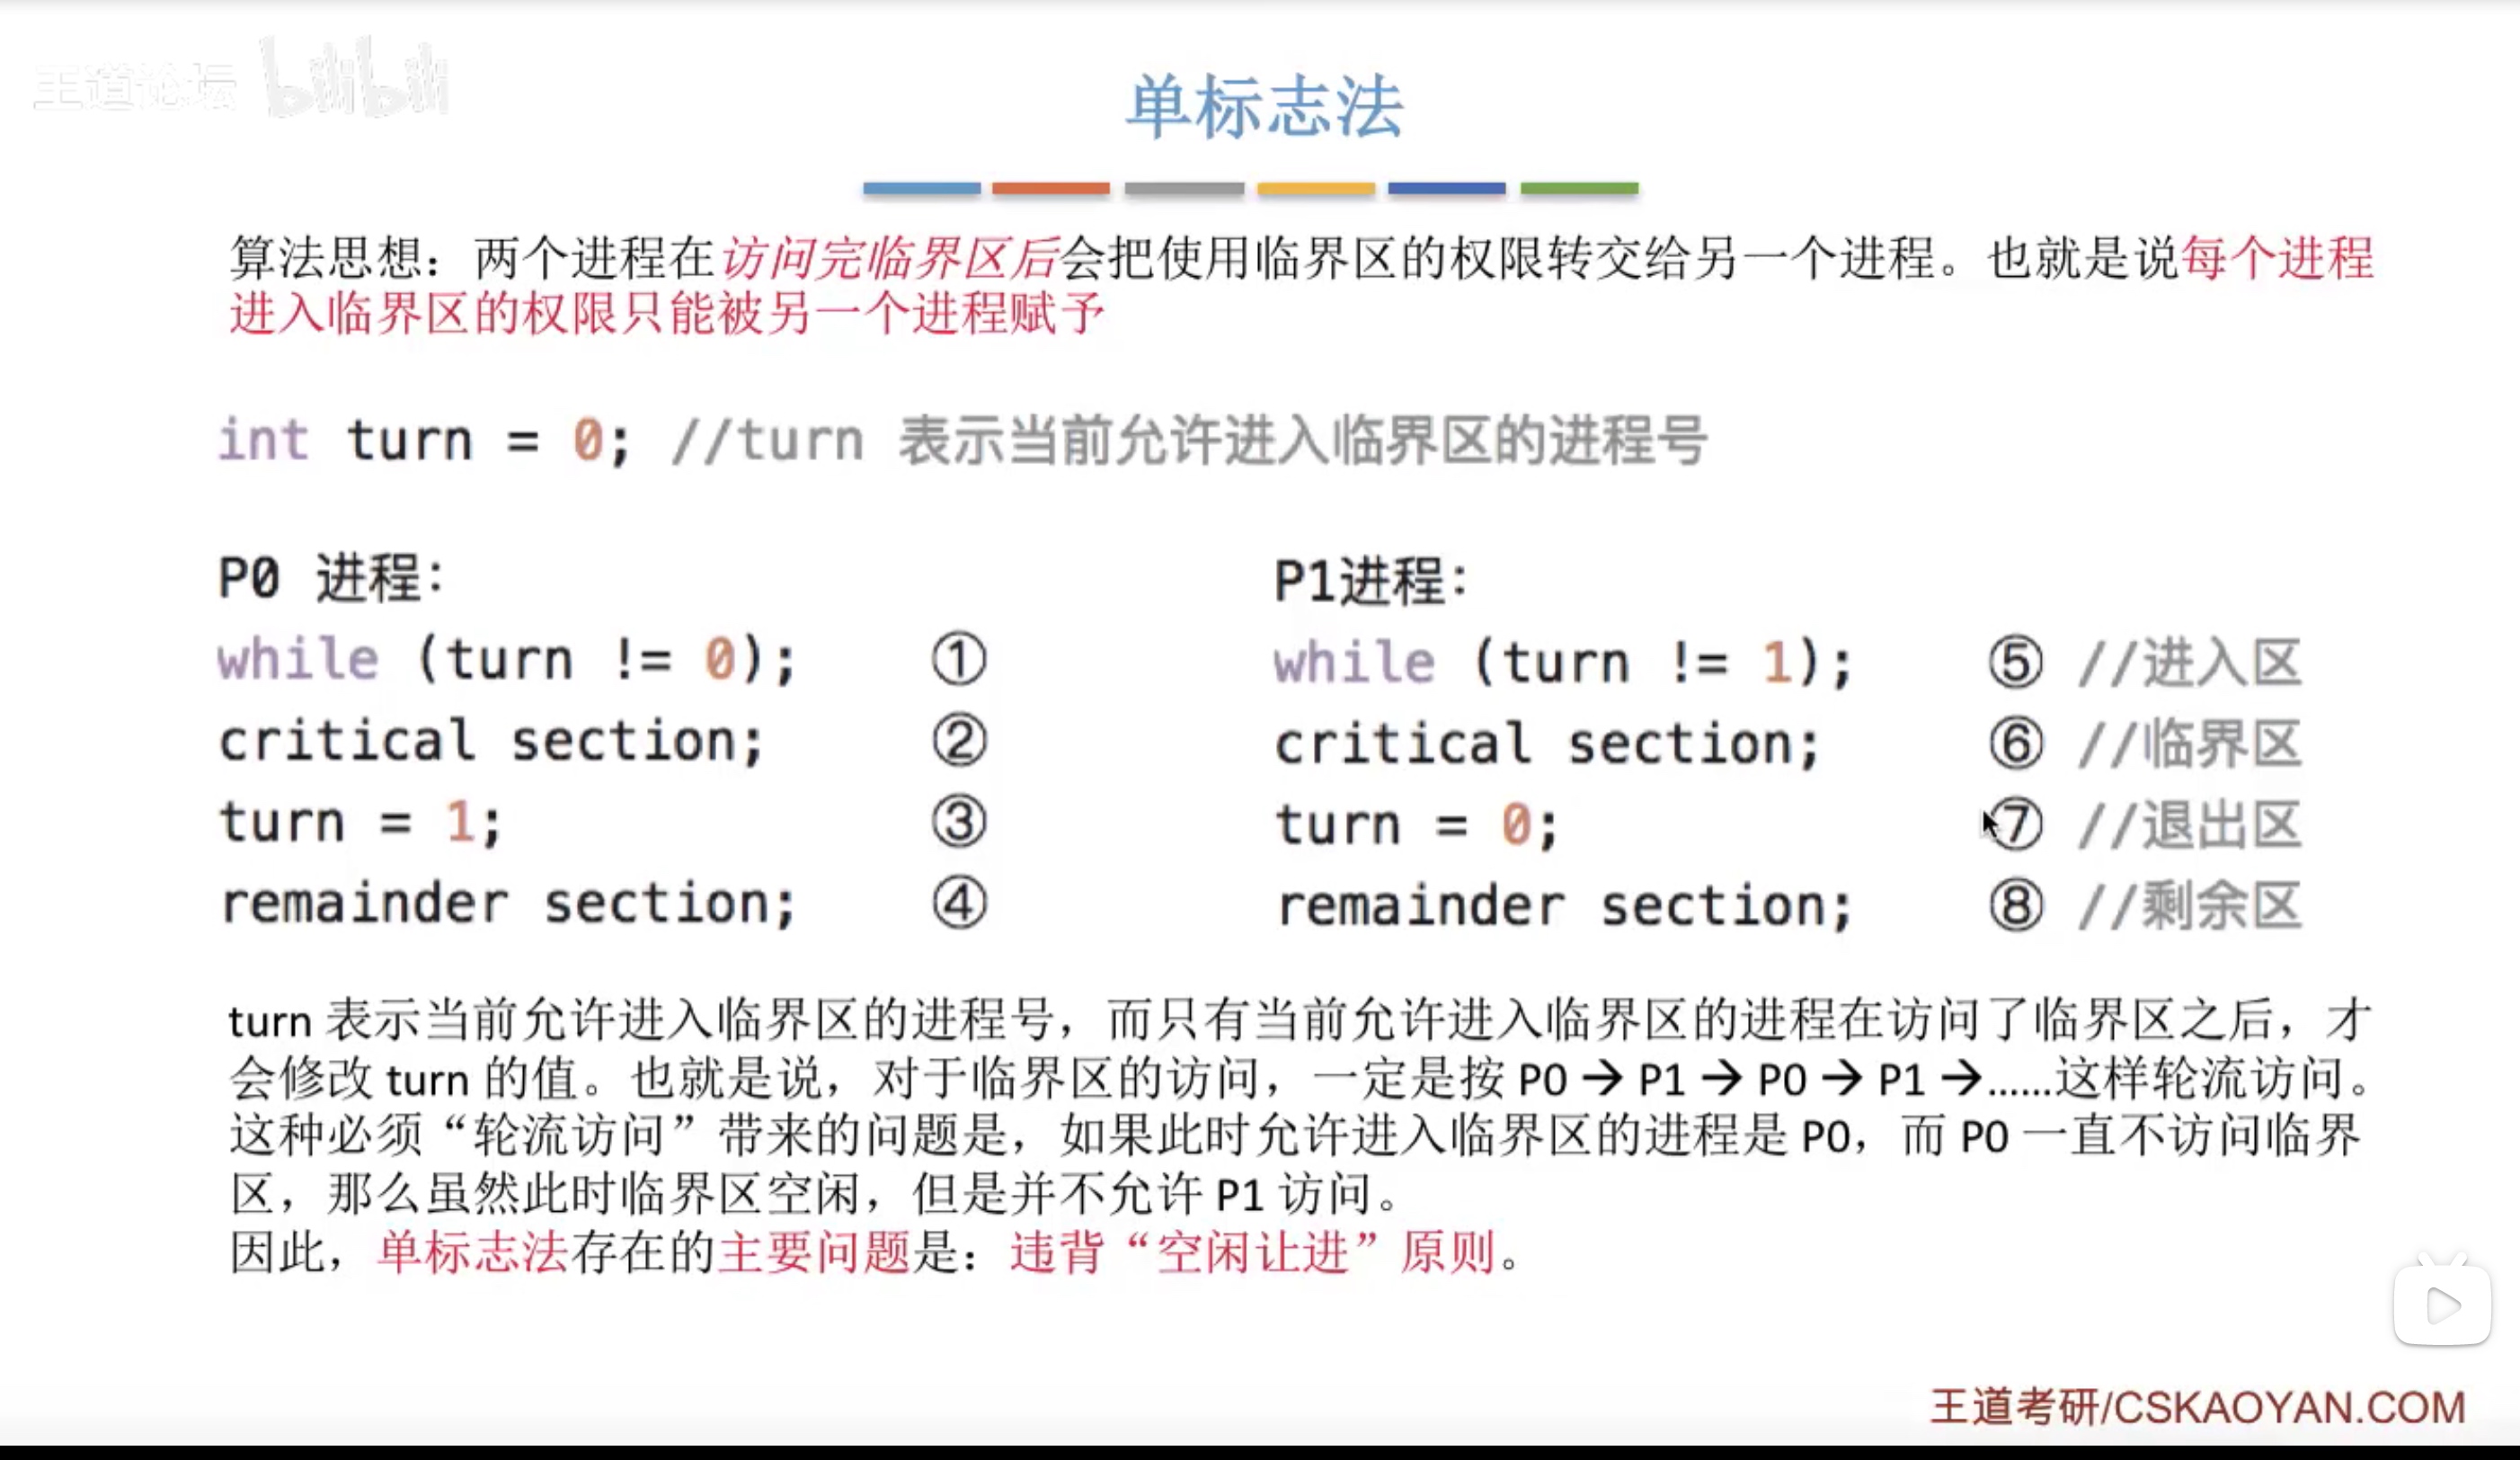 王道论坛 bilibili
单标志法
算法思想：两个进程在访问完临界区后会把使用临界区的权限转交给另一个进程。也就是说每个进程
进入临界区的权限只能被另一个进程赋予
int turn = 0; //turn 表示当前允许进入临界区的进程号
P0 进程：
while (turn != 0); ①
critical section; ②
turn = 1; ③
remainder section; ④
P1进程：
while (turn != 1); ⑤ //进入区
critical section; ⑥ //临界区
turn = 0; ⑦ //退出区
remainder section; ⑧ //剩余区
turn 表示当前允许进入临界区的进程号，而只有当前允许进入临界区的进程在访问了临界区之后，才
会修改 turn 的值。也就是说，对于临界区的访问，一定是按 P0 → P1 → P0 → P1 →……这样轮流访问。
这种必须“轮流访问”带来的问题是，如果此时允许进入临界区的进程是 P0，而 P0 一直不访问临界
区，那么虽然此时临界区空闲，但是并不允许 P1 访问。
因此，单标志法存在的主要问题是：违背“空闲让进”原则。
王道考研/CSKAOYAN.COM